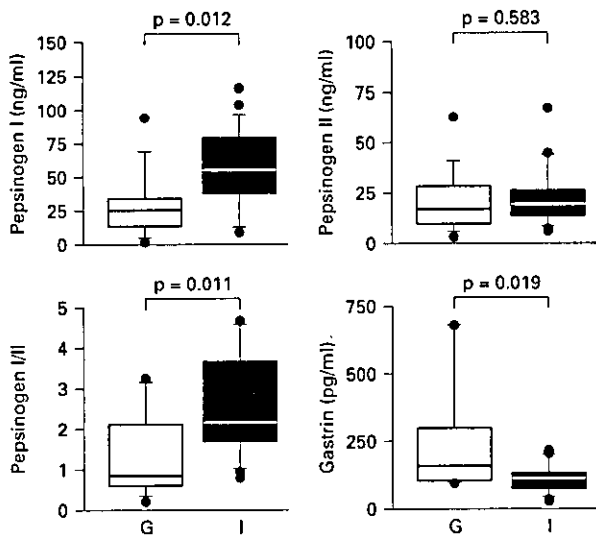 p = 0.012
Pepsinogen I (ng/ml)
150
125
100
75
50
25
0
p = 0.583
Pepsinogen II (ng/ml)
100
75
50
25
0
p = 0.011
Pepsinogen I/II
5
4
3
2
1
0
G I
p = 0.019
Gastrin (pg/ml)
750
500
250
0
G I